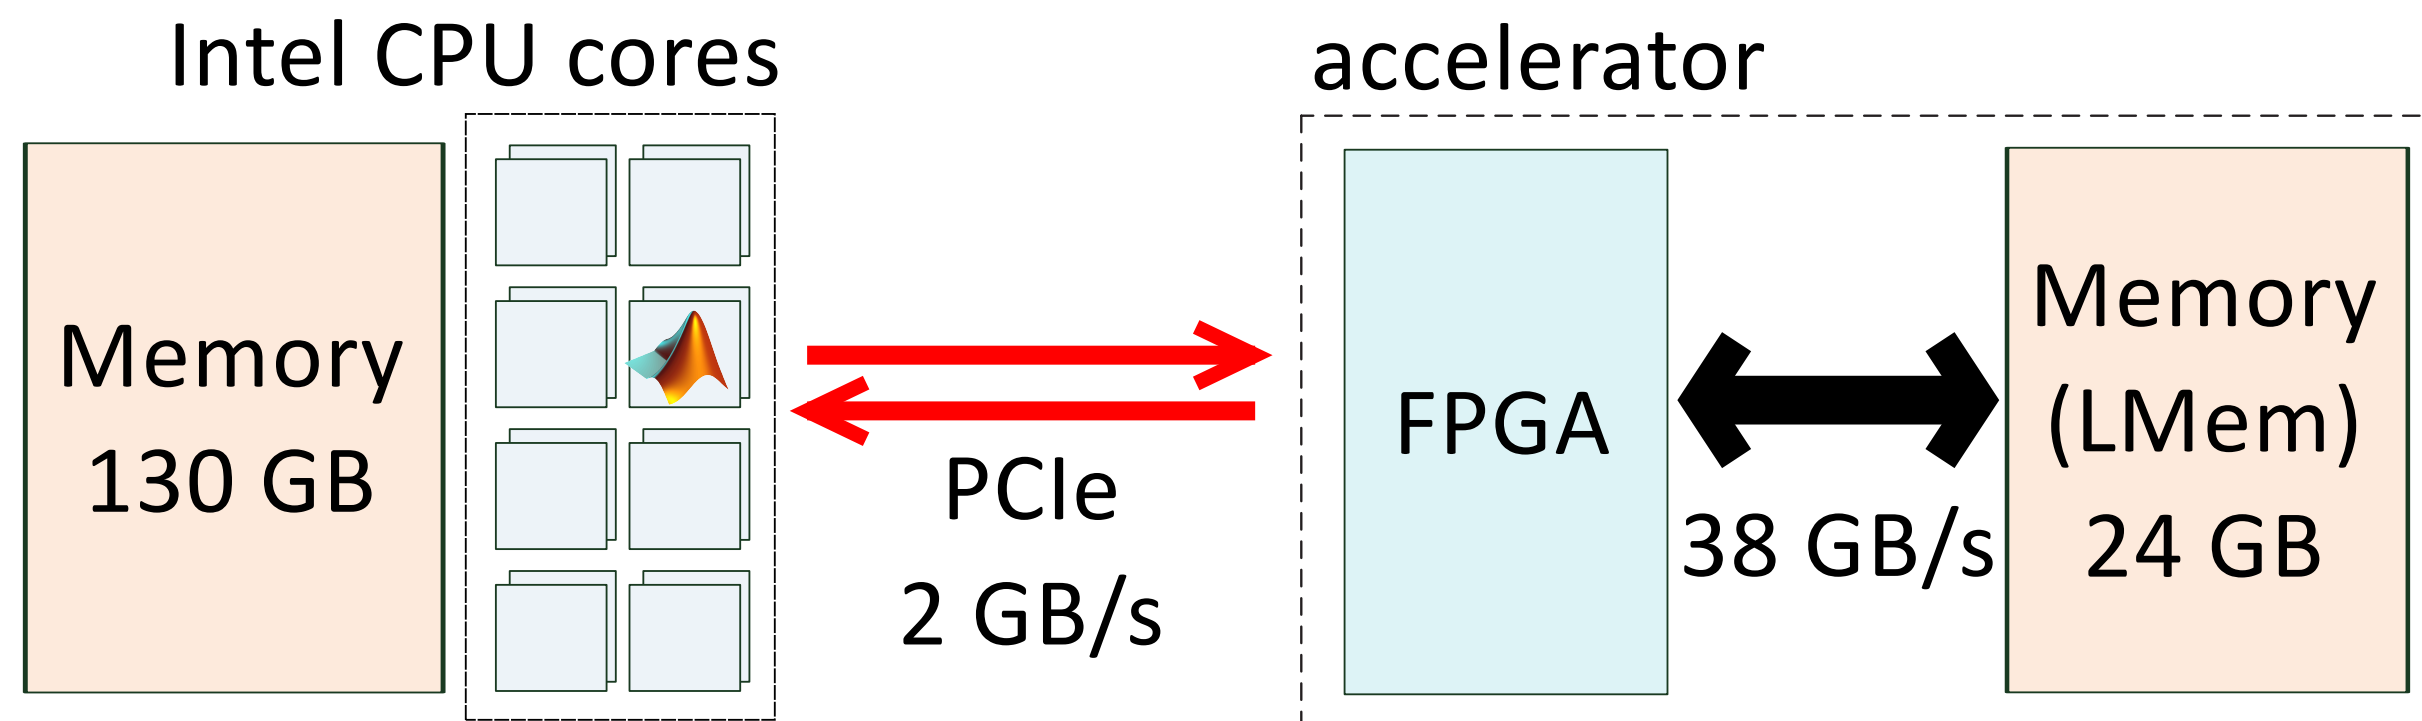 Intel CPU cores
accelerator
Memory
130 GB
PCIe
2 GB/s
FPGA
38 GB/s
Memory
(LMem)
24 GB